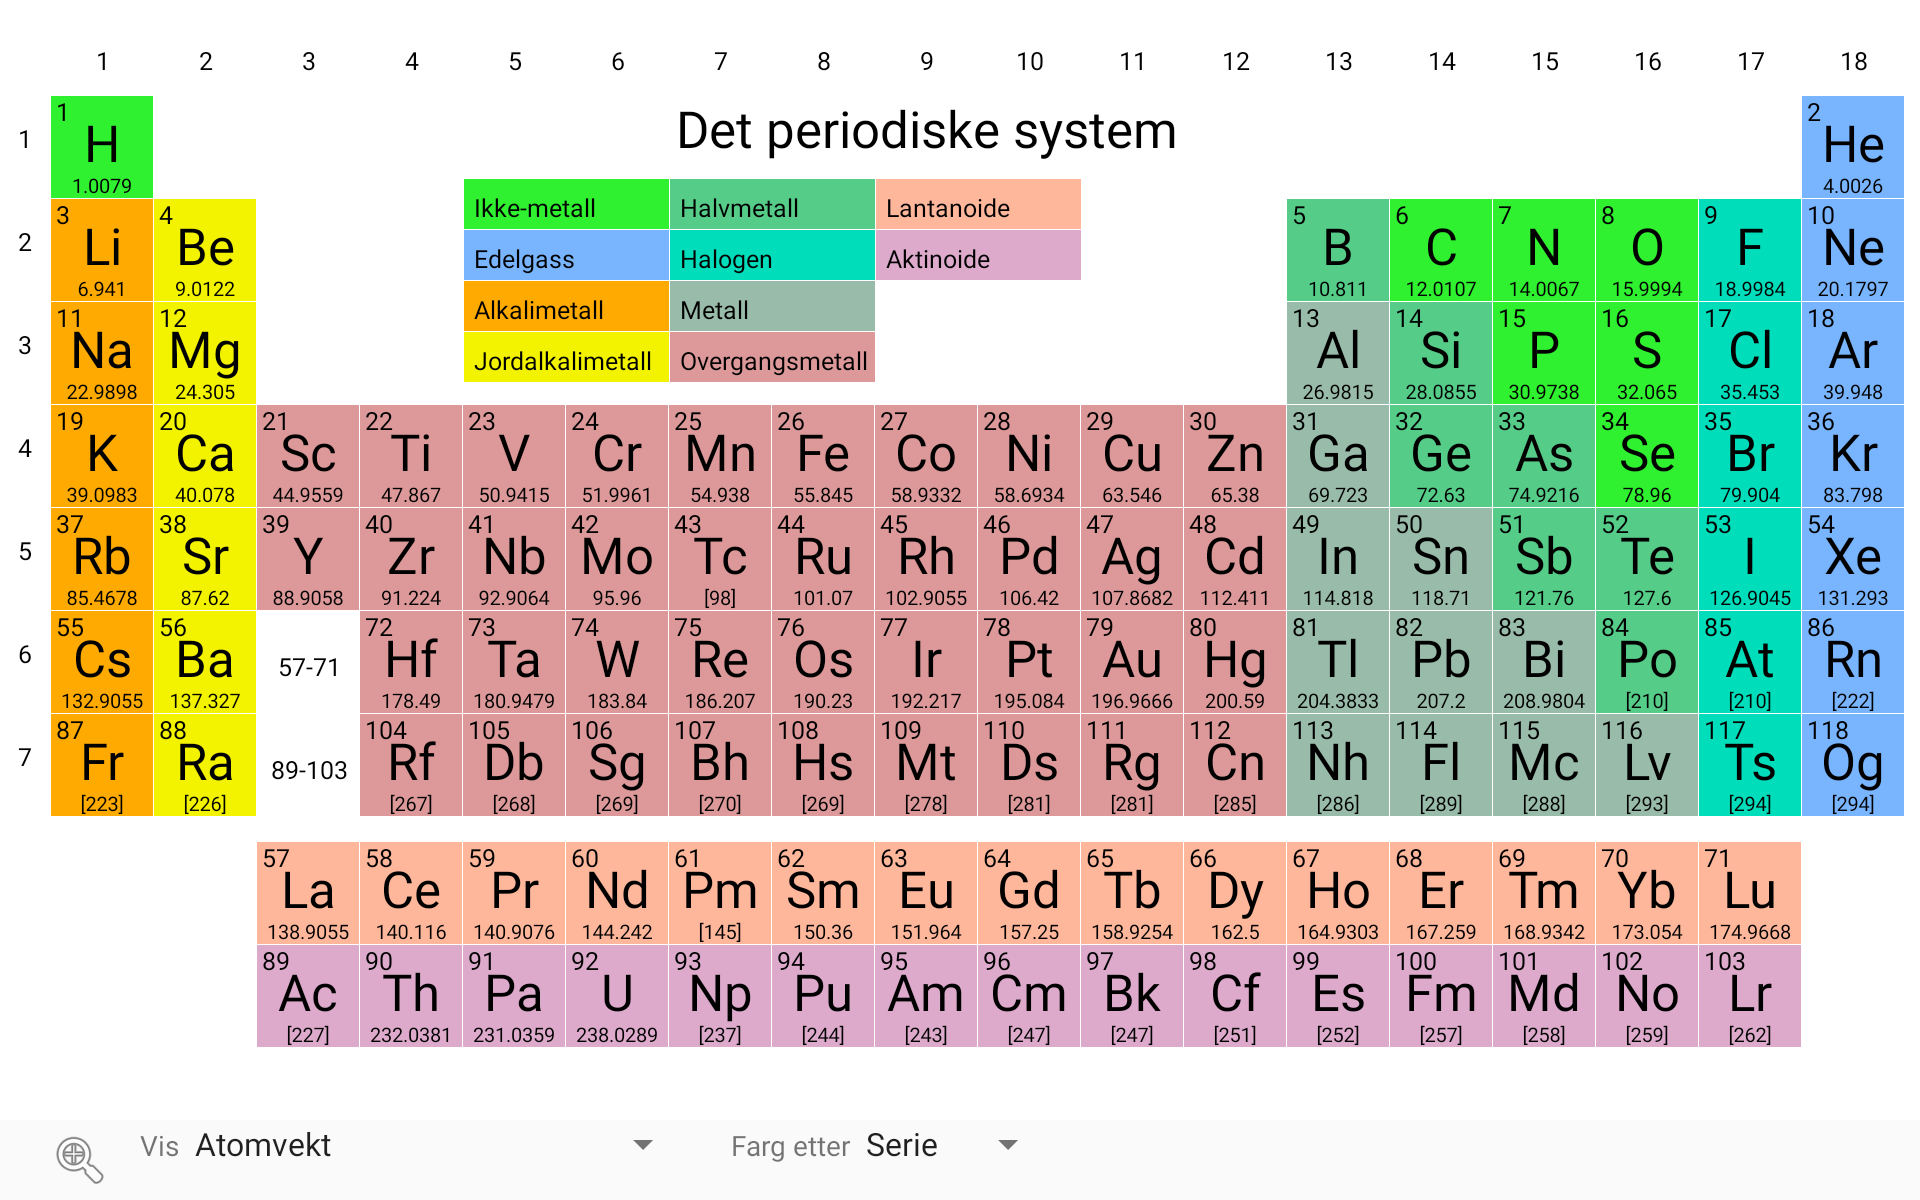 1 2 3 4 5 6 7 8 9 10 11 12 13 14 15 16 17 18
Det periodiske system
1
1 H 1.0079
2 He 4.0026
Ikke-metall Halvmetall Lantanoide
Edelgass Halogen Aktinoide
Alkalimetall Metall
Jordalkalimetall Overgangsmetall
2
3 4 5 6 7 8 9 10
Li Be B C N O F Ne
6.941 9.0122 10.811 12.0107 14.0067 15.9994 18.9984 20.1797
3
11 12 13 14 15 16 17 18
Na Mg Al Si P S Cl Ar
22.9898 24.305 26.9815 28.0855 30.9738 32.065 35.453 39.948
4
19 20 21 22 23 24 25 26 27 28 29 30 31 32 33 34 35 36
K Ca Sc Ti V Cr Mn Fe Co Ni Cu Zn Ga Ge As Se Br Kr
39.0983 40.078 44.9559 47.867 50.9415 51.9961 54.938 55.845 58.9332 58.6934 63.546 65.38 69.723 72.63 74.9216 78.96 79.904 83.798
5
37 38 39 40 41 42 43 44 45 46 47 48 49 50 51 52 53 54
Rb Sr Y Zr Nb Mo Tc Ru Rh Pd Ag Cd In Sn Sb Te I Xe
85.4678 87.62 88.9058 91.224 92.9064 95.96 [98] 101.07 102.9055 106.42 107.8682 112.411 114.818 118.71 121.76 127.6 126.9045 131.293
6
55 56 72 73 74 75 76 77 78 79 80 81 82 83 84 85 86
Cs Ba 57-71 Hf Ta W Re Os Ir Pt Au Hg Tl Pb Bi Po At Rn
132.9055 137.327 178.49 180.9479 183.84 186.207 190.23 192.217 195.084 196.9666 200.59 204.3833 207.2 208.9804 [210] [210] [222]
7
87 88 104 105 106 107 108 109 110 111 112 113 114 115 116 117 118
Fr Ra 89-103 Rf Db Sg Bh Hs Mt Ds Rg Cn Nh Fl Mc Lv Ts Og
[223] [226] [267] [268] [269] [270] [269] [278] [281] [281] [285] [286] [289] [288] [293] [294] [294]
57 58 59 60 61 62 63 64 65 66 67 68 69 70 71
La Ce Pr Nd Pm Sm Eu Gd Tb Dy Ho Er Tm Yb Lu
138.9055 140.116 140.9076 144.242 [145] 150.36 151.964 157.25 158.9254 162.5 164.9303 167.259 168.9342 173.054 174.9668
89 90 91 92 93 94 95 96 97 98 99 100 101 102 103
Ac Th Pa U Np Pu Am Cm Bk Cf Es Fm Md No Lr
[227] 232.0381 231.0359 238.0289 [237] [244] [243] [247] [247] [251] [252] [257] [258] [259] [262]
Vis Atomvekt Farg etter Serie